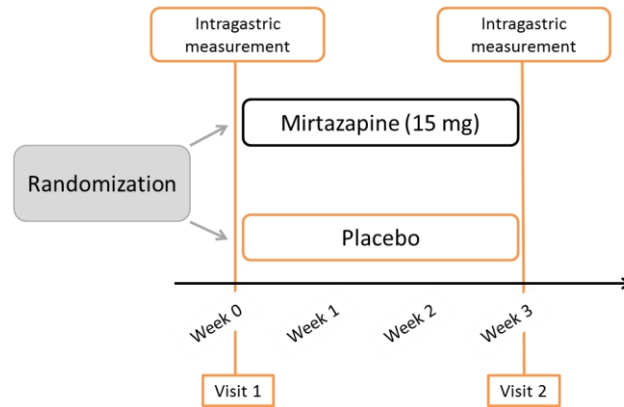 Intragastric
measurement
Intragastric
measurement
Mirtazapine (15 mg)
Randomization
Placebo
Week 0
Week 1
Week 2
Week 3
Visit 1
Visit 2